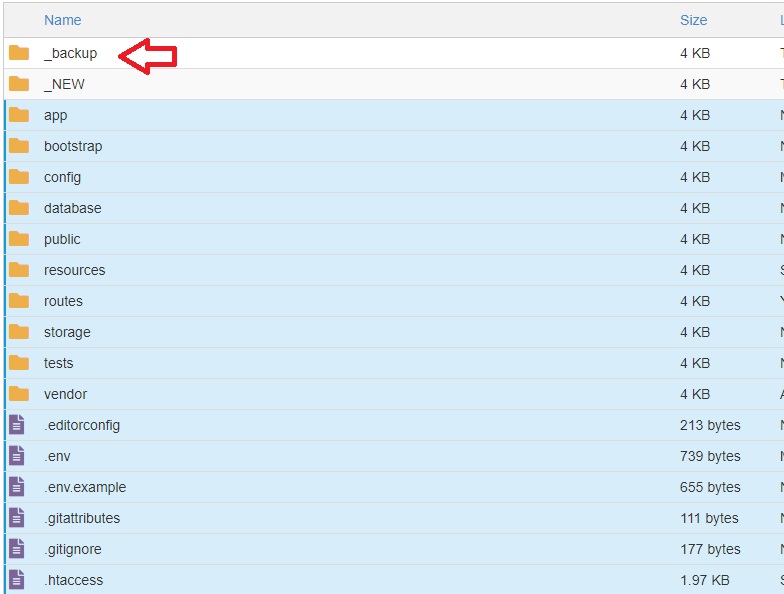 Name Size
_backup 4 KB
_NEW 4 KB
app 4 KB
bootstrap 4 KB
config 4 KB
database 4 KB
public 4 KB
resources 4 KB
routes 4 KB
storage 4 KB
tests 4 KB
vendor 4 KB
.editorconfig 213 bytes
.env 739 bytes
.env.example 655 bytes
.gitattributes 111 bytes
.gitignore 177 bytes
.htaccess 1.97 KB